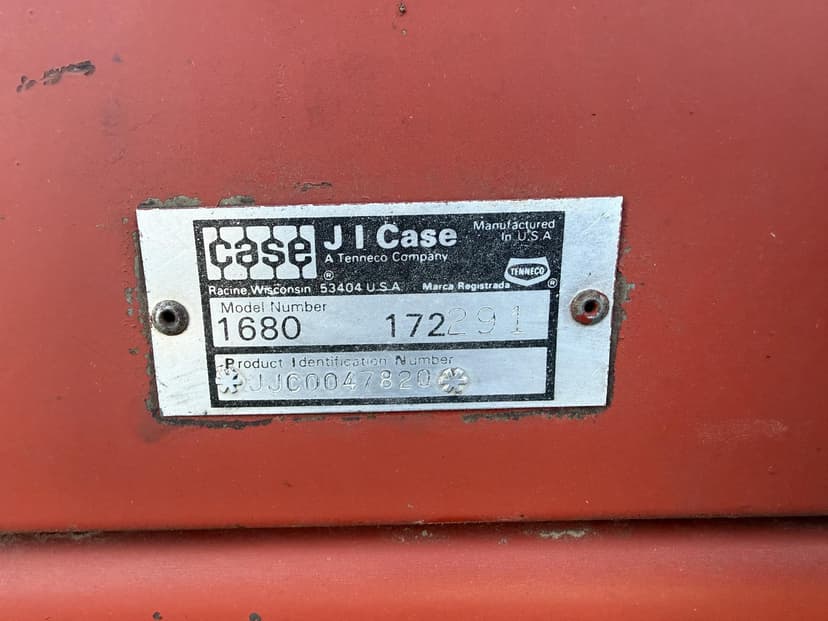 case J I Case Manufactured
In U.S.A
A Tenneco Company
® TENNECO ®
Racine, Wisconsin 53404 U.S.A. Marca Registrada
Model Number
1680 172291
Product Identification Number
*JJC0047820*